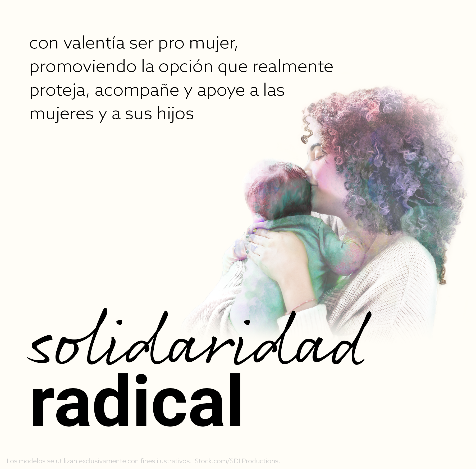 con valentía ser pro mujer,
promoviendo la opción que realmente
proteja, acompañe y apoye a las
mujeres y a sus hijos
solidaridad
radical